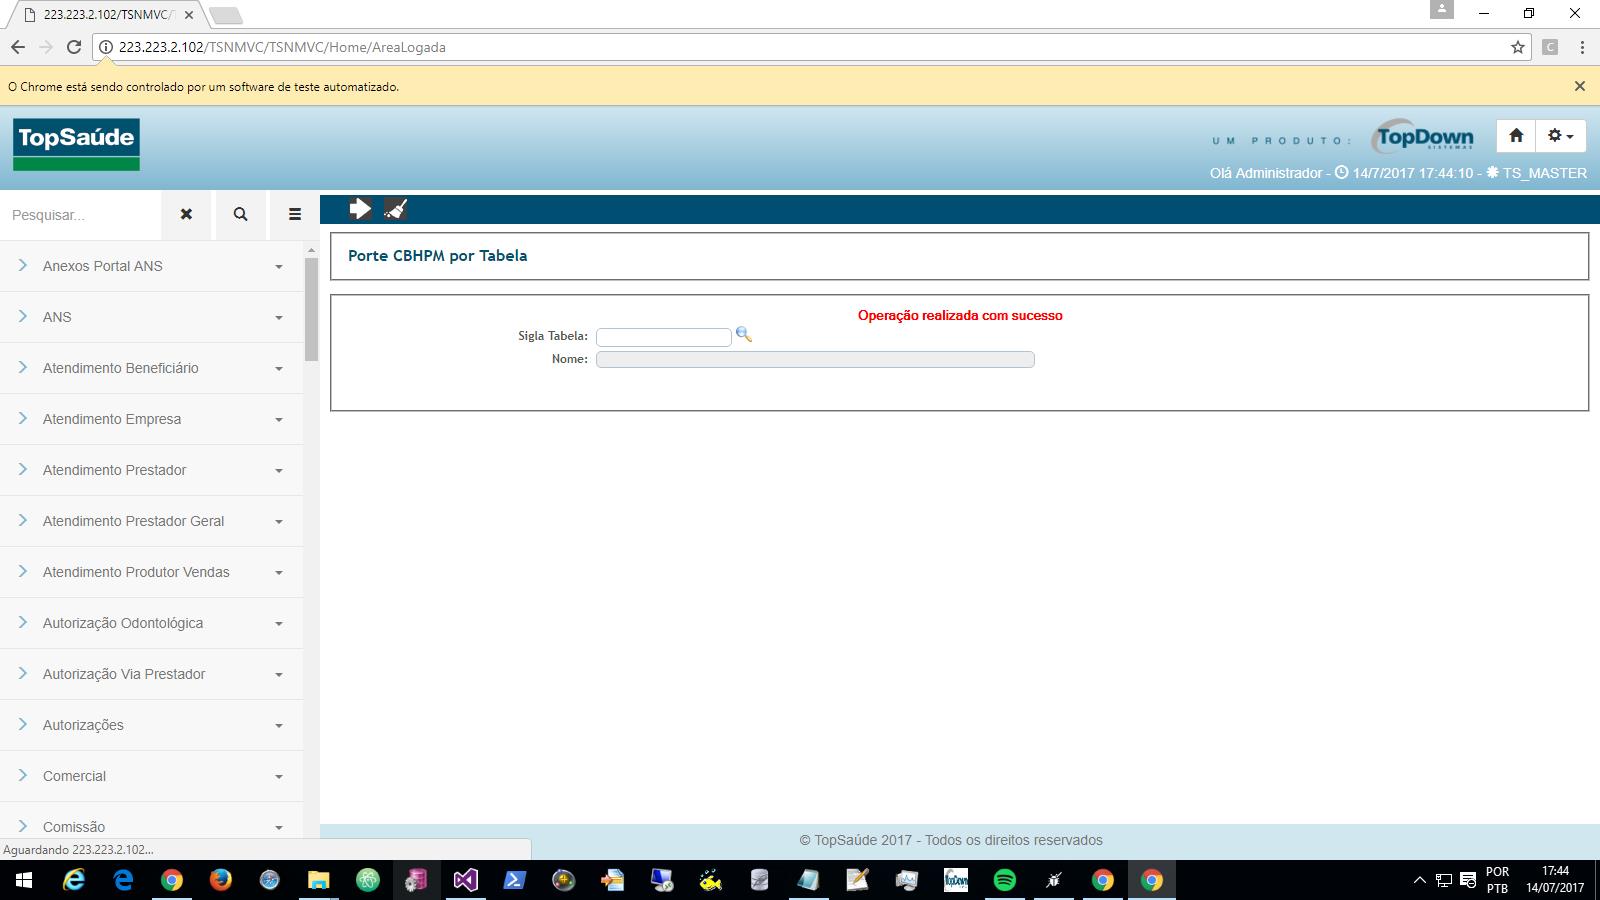 223.223.2.102/TSNMVC/T
223.223.2.102/TSNMVC/TSNMVC/Home/AreaLogada
O Chrome está sendo controlado por um software de teste automatizado.
TopSaúde
UM PRODUTO:
TopDown
SISTEMAS
Olá Administrador - 14/7/2017 17:44:10 - TS_MASTER
Pesquisar...
Porte CBHPM por Tabela
Operação realizada com sucesso
Sigla Tabela:
Nome:
Anexos Portal ANS
ANS
Atendimento Beneficiário
Atendimento Empresa
Atendimento Prestador
Atendimento Prestador Geral
Atendimento Produtor Vendas
Autorização Odontológica
Autorização Via Prestador
Autorizações
Comercial
Comissão
© TopSaúde 2017 - Todos os direitos reservados
Aguardando 223.223.2.102...
TopDown
POR
PTB
17:44
14/07/2017